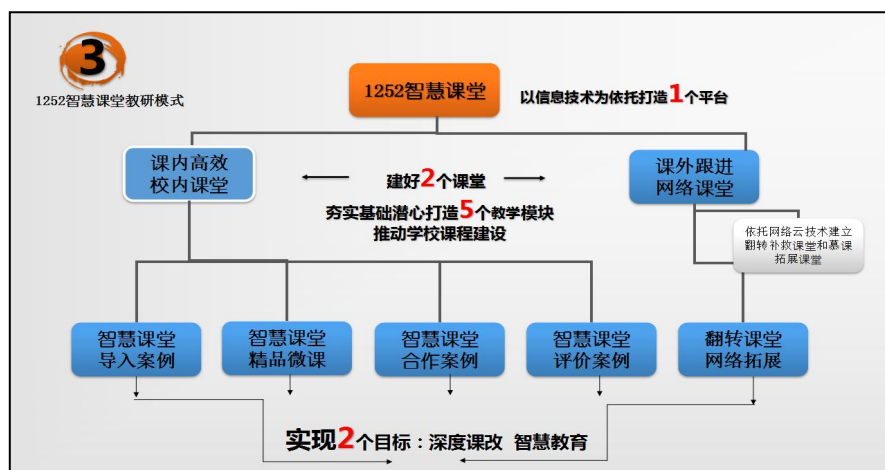 3
1252智慧课堂教研模式
1252智慧课堂
以信息技术为依托打造1个平台
课内高效
校内课堂
建好2个课堂
课外跟进
网络课堂
夯实基础潜心打造5个教学模块
推动学校课程建设
依托网络云技术建立
翻转补救课堂和慕课
拓展课堂
智慧课堂
导入案例
智慧课堂
精品微课
智慧课堂
合作案例
智慧课堂
评价案例
翻转课堂
网络拓展
实现2个目标：深度课改 智慧教育